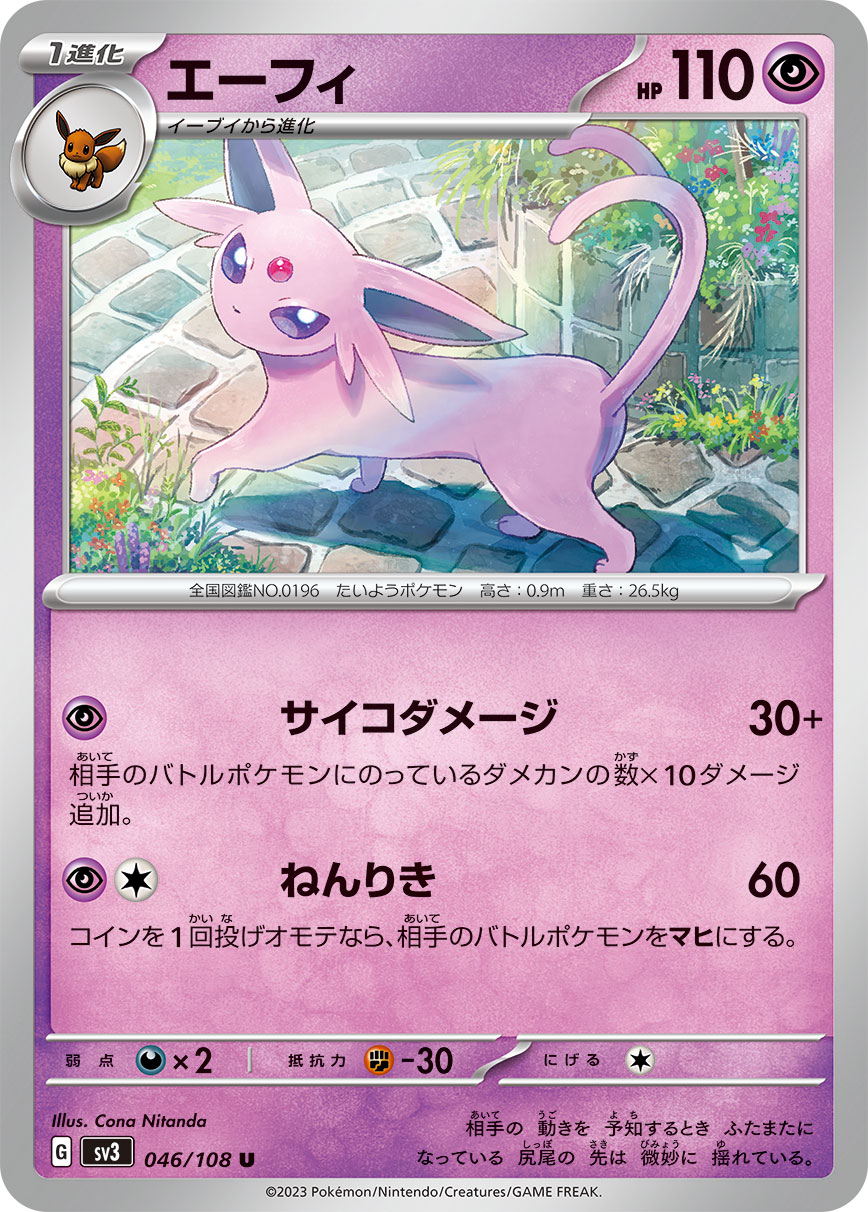 1進化
エーフィ
HP 110
イーブイから進化
全国図鑑NO.0196 たいようポケモン 高さ:0.9m 重さ:26.5kg
サイコダメージ 30+
相手のバトルポケモンにのっているダメカンの数×10ダメージ
追加。
ねんりき 60
コインを1回投げオモテなら、相手のバトルポケモンをマヒにする。
弱点 ×2 抵抗力 -30 にげる
Illus. Cona Nitanda
相手の 動きを 予知するとき ふたまたに
なっている 尻尾の 先は 微妙に 揺れている。
G sv3 046/108 U
©2023 Pokémon/Nintendo/Creatures/GAME FREAK.